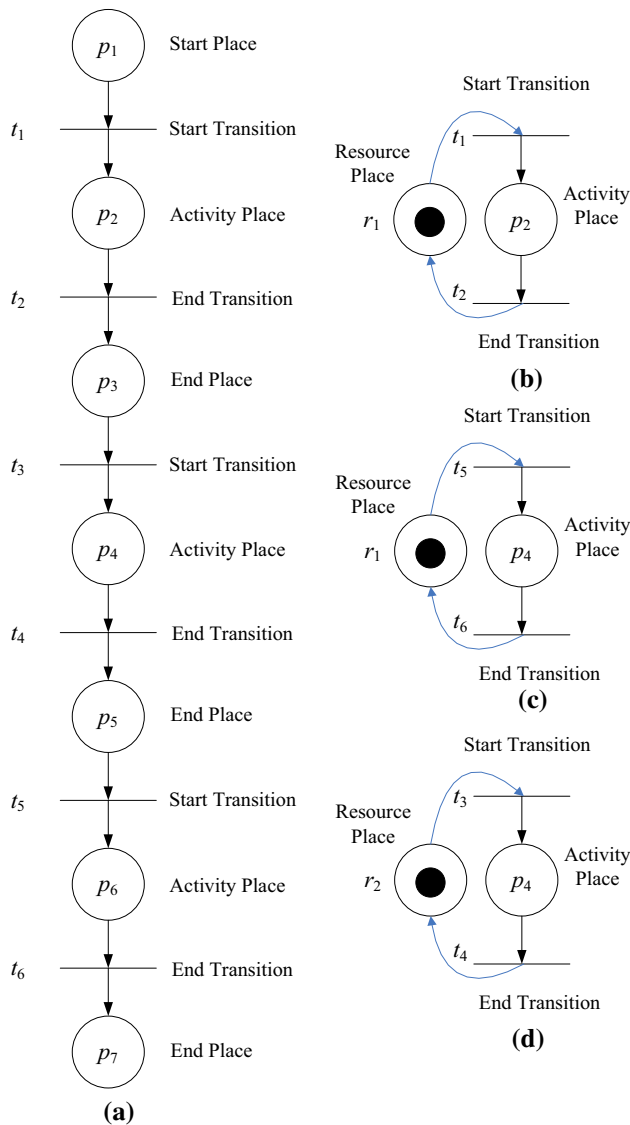 p1 Start Place
t1 Start Transition
p2 Activity Place
t2 End Transition
p3 End Place
t3 Start Transition
p4 Activity Place
t4 End Transition
p5 End Place
t5 Start Transition
p6 Activity Place
t6 End Transition
p7 End Place
(a)
Start Transition
t1
Resource
Place
Activity
Place
r1
p2
t2
End Transition
(b)
Start Transition
t5
Resource
Place
Activity
Place
r1
p4
t6
End Transition
(c)
Start Transition
t3
Resource
Place
Activity
Place
r2
p4
t4
End Transition
(d)